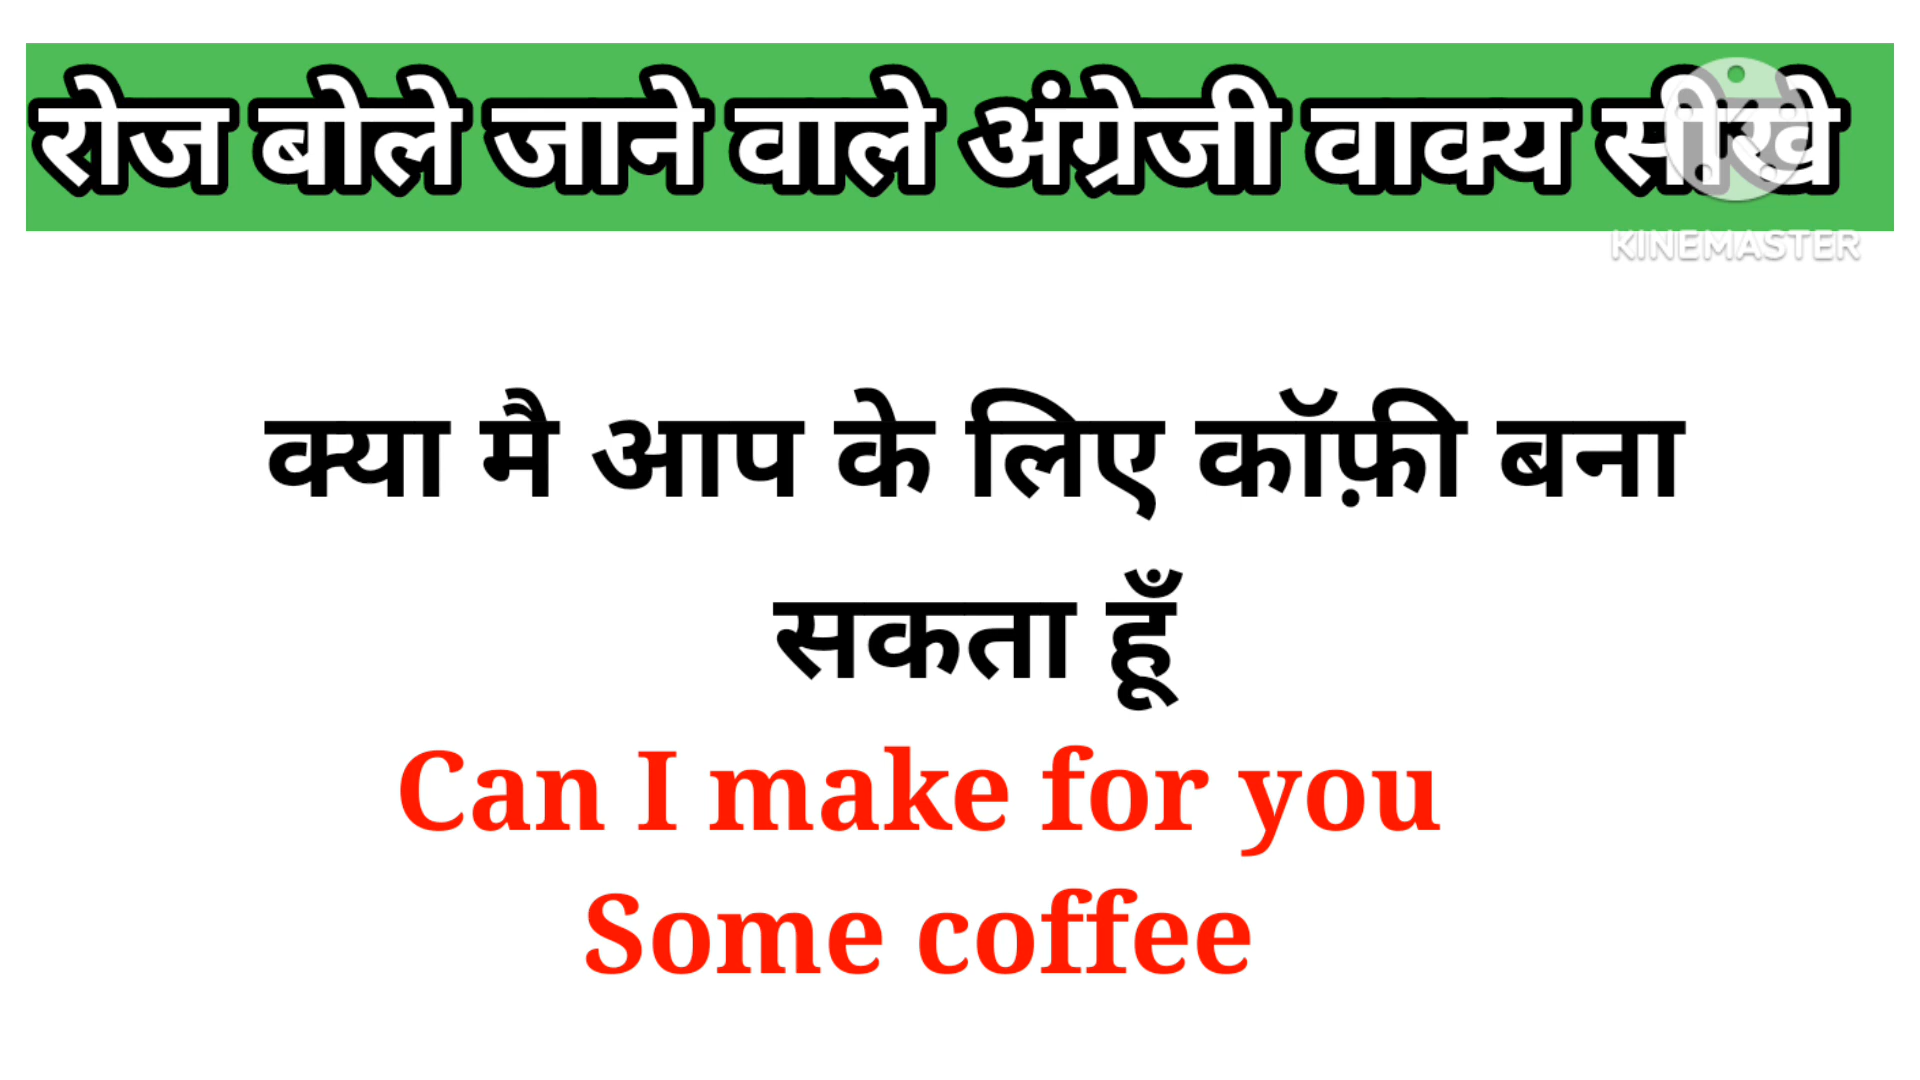 रोज बोले जाने वाले अंग्रेजी वाक्य सीखे
KINEMASTER
क्या मै आप के लिए कॉफ़ी बना
सकता हूँ
Can I make for you
Some coffee